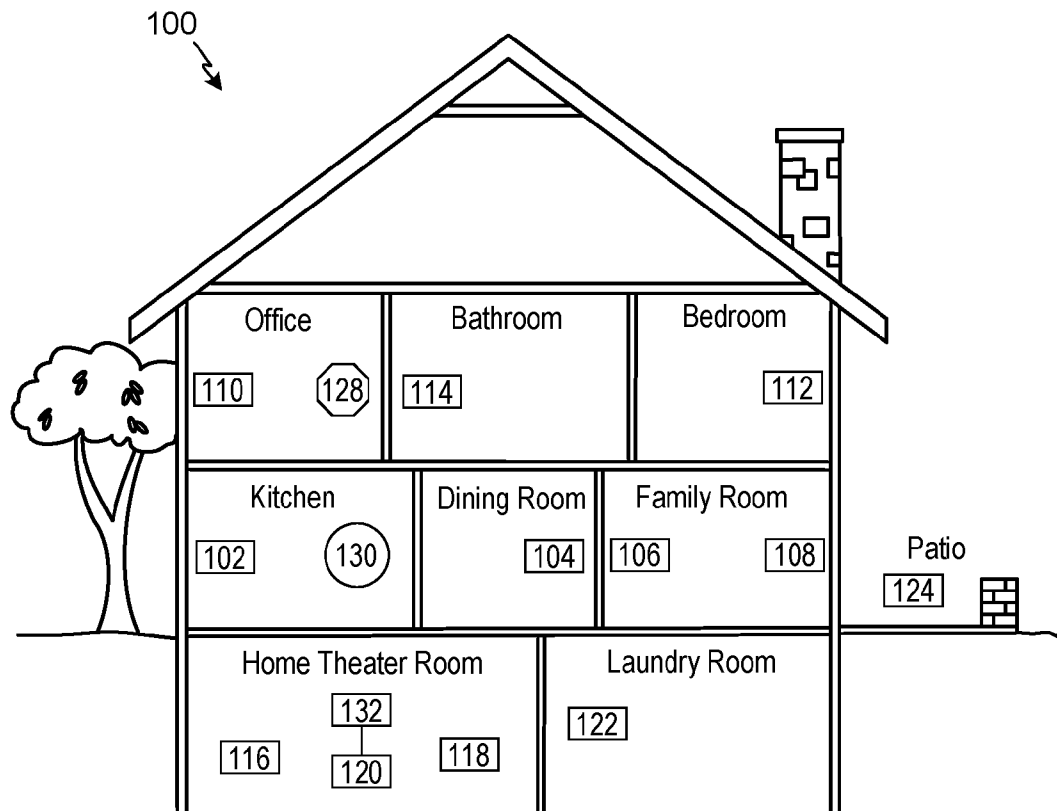 100
Office
Bathroom
Bedroom
110
128
114
112
Kitchen
Dining Room
Family Room
102
130
104
106
108
Patio
124
Home Theater Room
Laundry Room
132
122
116
120
118